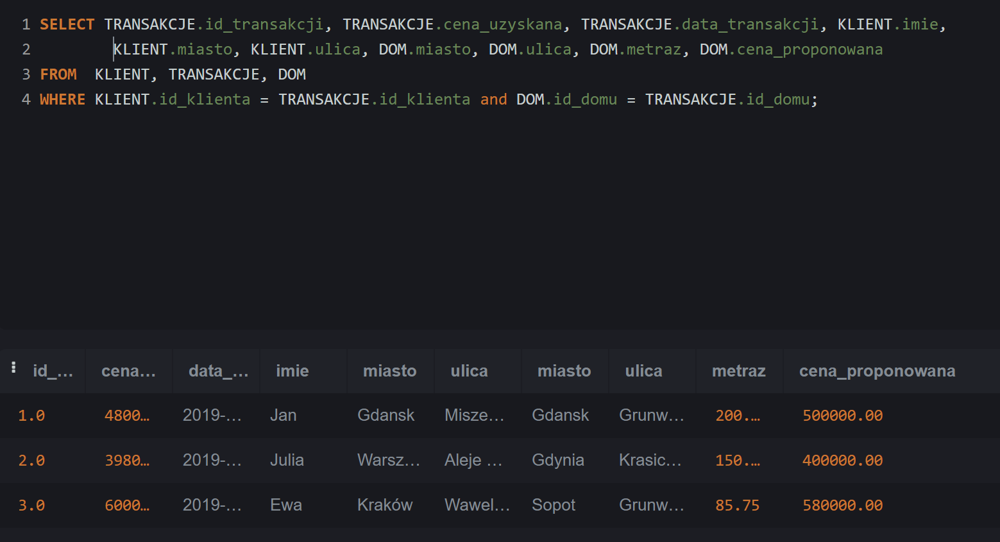 1 SELECT TRANSAKCJE.id_transakcji, TRANSAKCJE.cena_uzyskana, TRANSAKCJE.data_transakcji, KLIENT.imie,
2 KLIENT.miasto, KLIENT.ulica, DOM.miasto, DOM.ulica, DOM.metraz, DOM.cena_proponowana
3 FROM KLIENT, TRANSAKCJE, DOM
4 WHERE KLIENT.id_klienta = TRANSAKCJE.id_klienta and DOM.id_domu = TRANSAKCJE.id_domu;
id_... cena... data_... imie miasto ulica miasto ulica metraz cena_proponowana
1.0 4800… 2019-... Jan Gdansk Misze... Gdansk Grunw... 200.… 500000.00
2.0 3980… 2019-... Julia Warsz... Aleje ... Gdynia Krasic... 150.… 400000.00
3.0 6000… 2019-... Ewa Kraków Wawel... Sopot Grunw... 85.75 580000.00